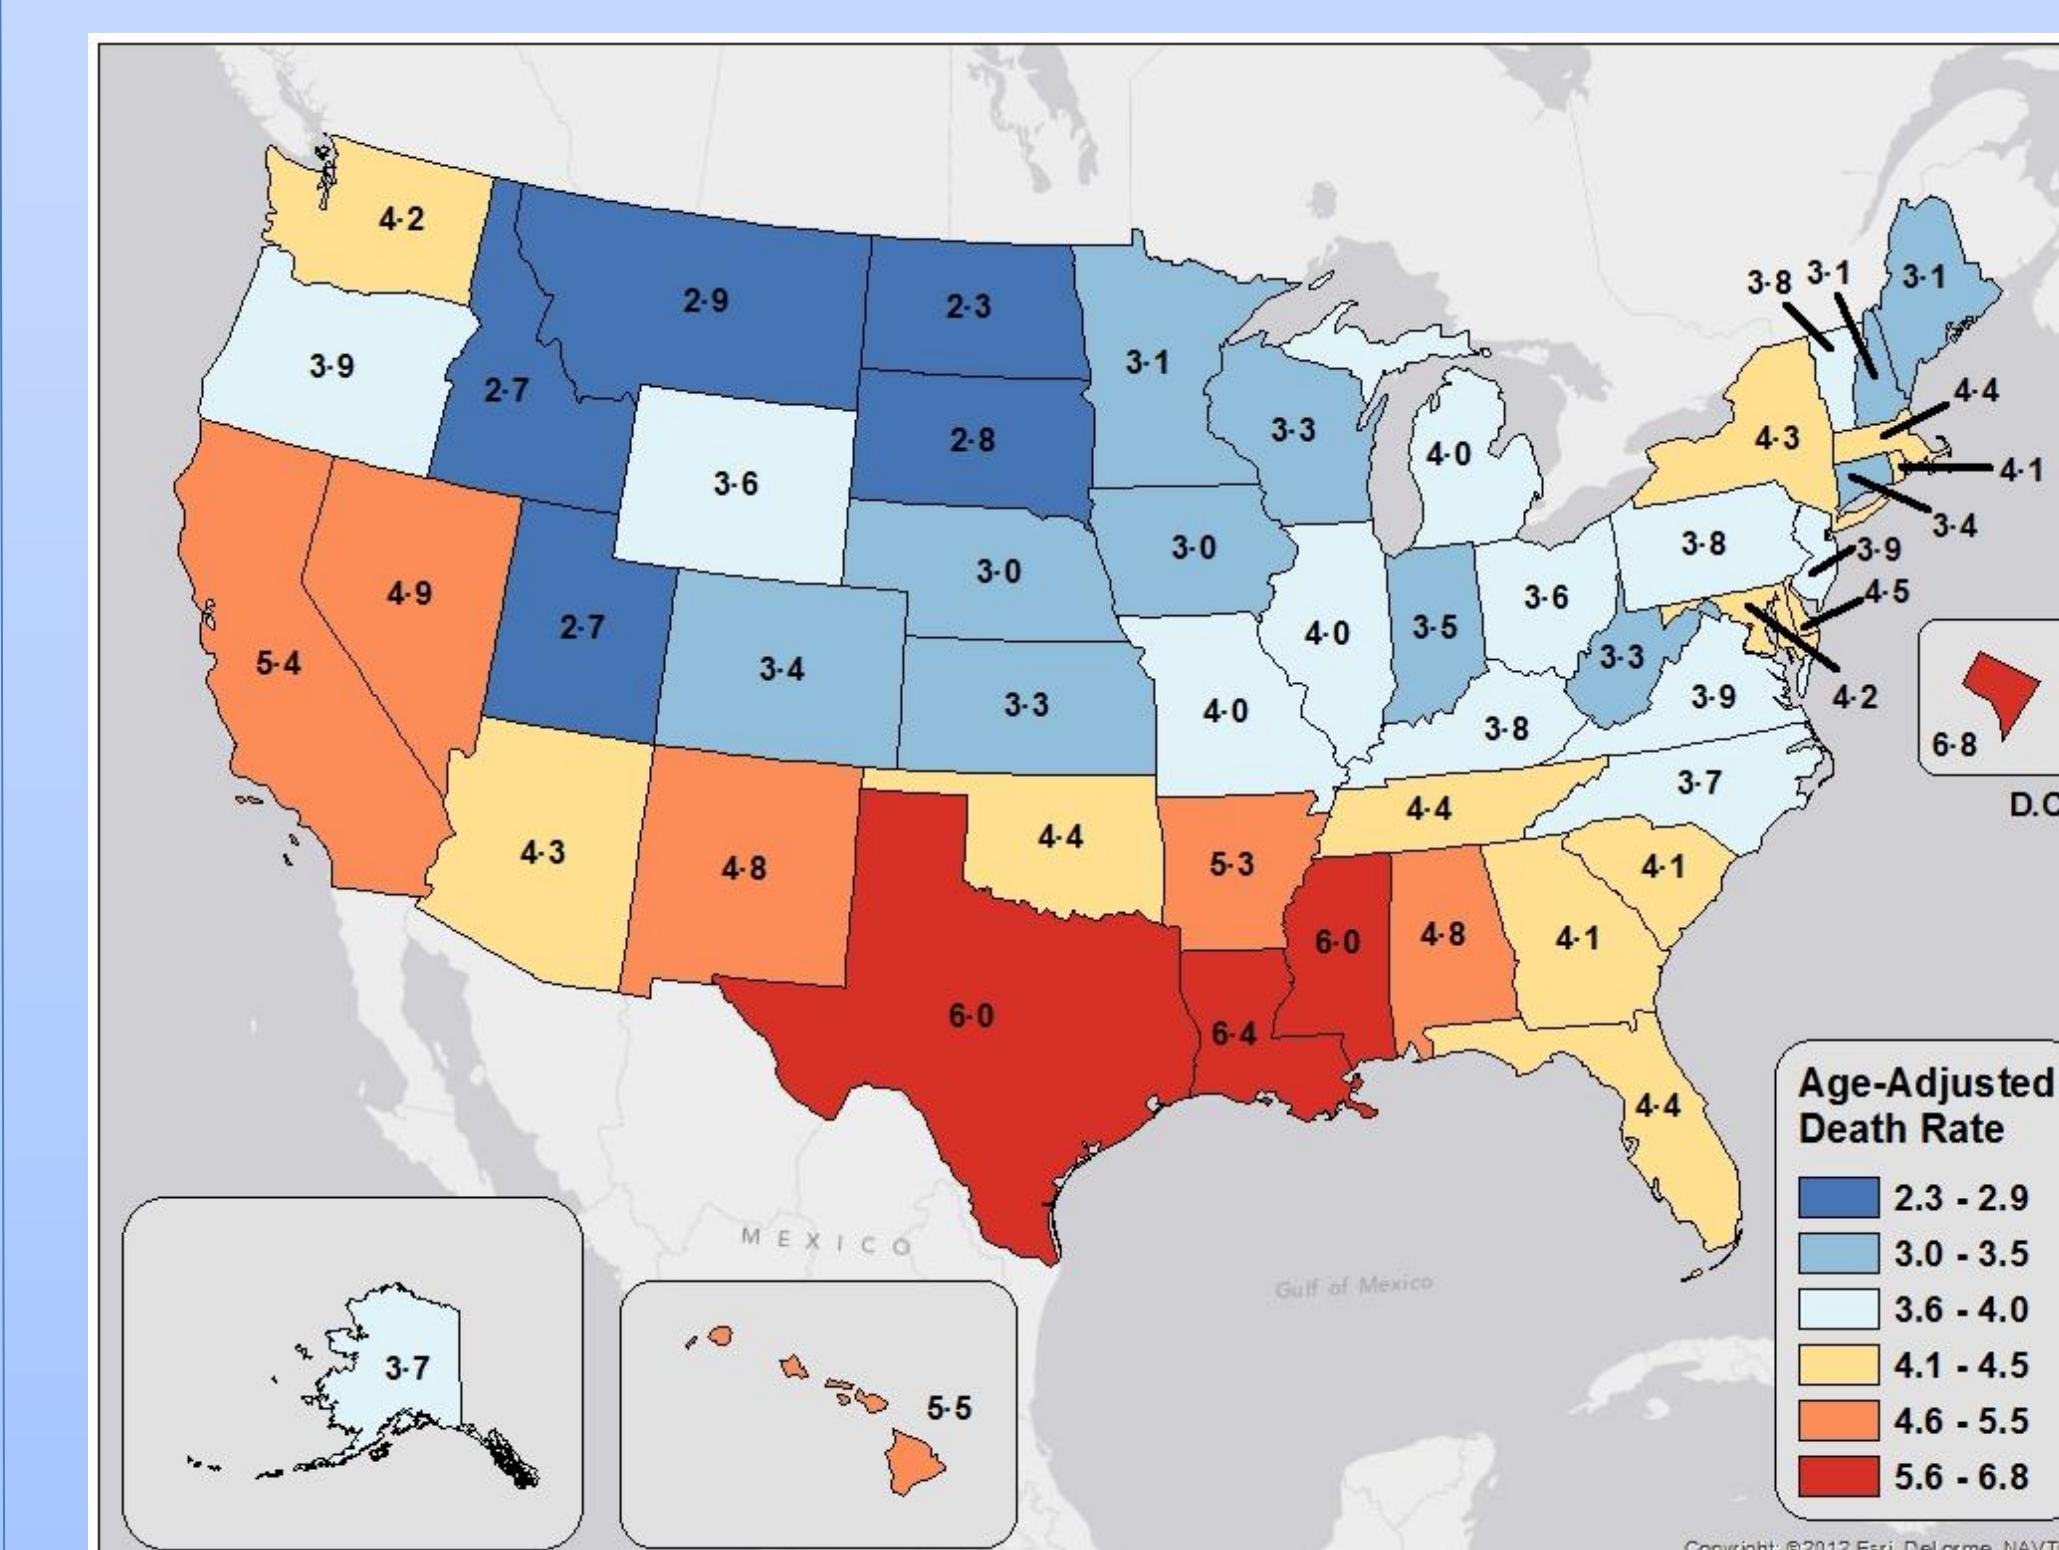 4.2
3.8 3.1 3.1
2.9 2.3
3.9 2.7 3.1
4.4
2.8 3.3 4.0 4.3
4.1
3.6
3.4
3.0 3.0 3.8 3.9
4.9 3.6 4.5
2.7 4.0 3.5
5.4 3.4 3.3
3.3 4.0 3.9 4.2
3.8
6.8
3.7
D.C
4.4
4.3 4.8 4.4 5.3 4.1
6.0 4.8 4.1
6.0 6.4
4.4
Age-Adjusted
Death Rate
2.3 - 2.9
3.0 - 3.5
3.6 - 4.0
4.1 - 4.5
4.6 - 5.5
5.6 - 6.8
MEXICO
Gulf of Mexico
3.7
5.5
Copyright: ©2012 Esri, DeLorme, NAVT